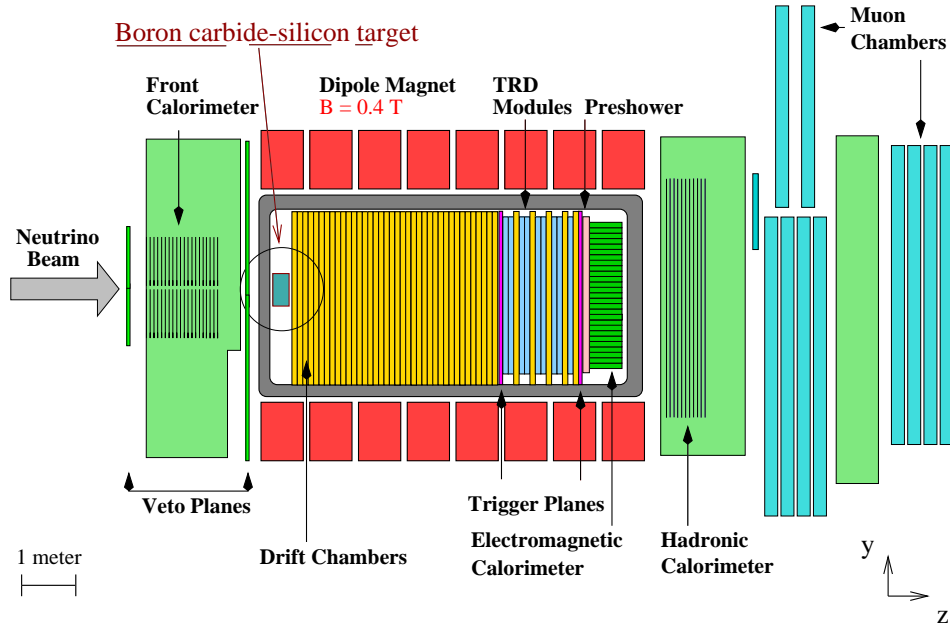 Boron carbide-silicon target
Muon
Chambers
Front
Calorimeter
Dipole Magnet
B = 0.4 T
TRD
Modules
Preshower
Neutrino
Beam
Veto Planes
Drift Chambers
Trigger Planes
Electromagnetic
Calorimeter
Hadronic
Calorimeter
1 meter
y
z